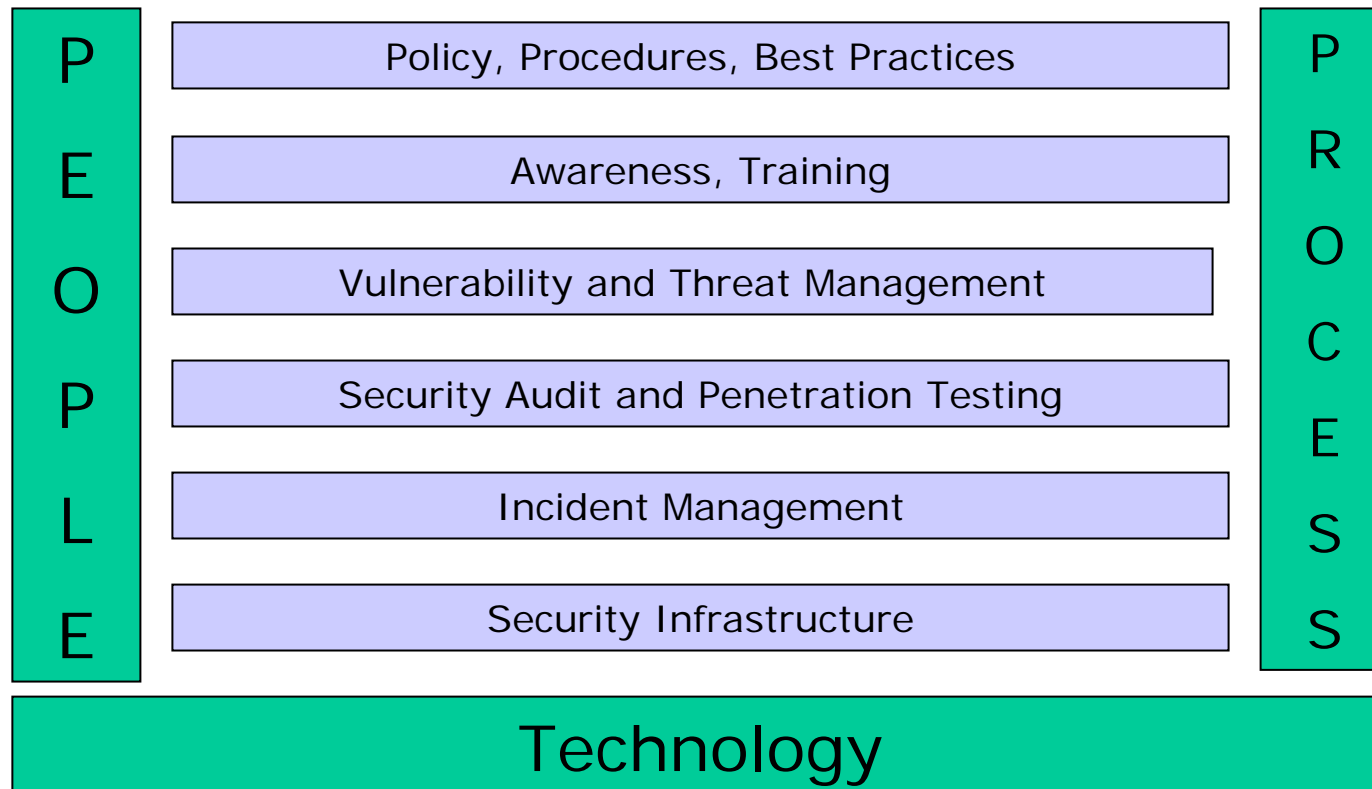 PEOPLE
Policy, Procedures, Best Practices
Awareness, Training
Vulnerability and Threat Management
Security Audit and Penetration Testing
Incident Management
Security Infrastructure
PROCESS
Technology